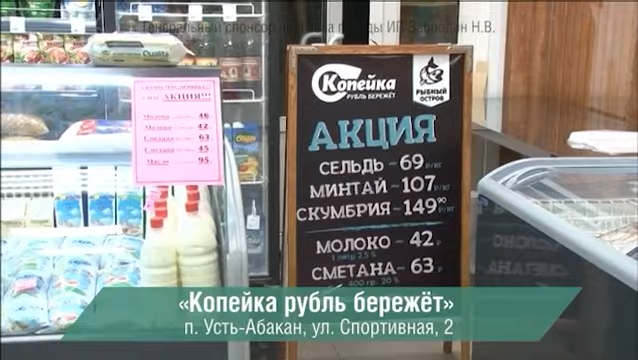 Генеральный спонсор прогноза погоды ИП Бородин Н.В.
АКЦИЯ!!!
Молоко 46
Молоко 42
Сметана 63
Сметана 45
Масло 95
Копейка
РУБЛЬ БЕРЕЖЁТ
РЫБНЫЙ
ОСТРОВ
АКЦИЯ
СЕЛЬДЬ – 69 Р/КГ
МИНТАЙ – 107 Р/КГ
СКУМБРИЯ – 149 90 Р/КГ
МОЛОКО – 42 Р
1 литр 2.5 %
СМЕТАНА – 63 Р
400 гр. 20 %
«Копейка рубль бережёт»
п. Усть-Абакан, ул. Спортивная, 2